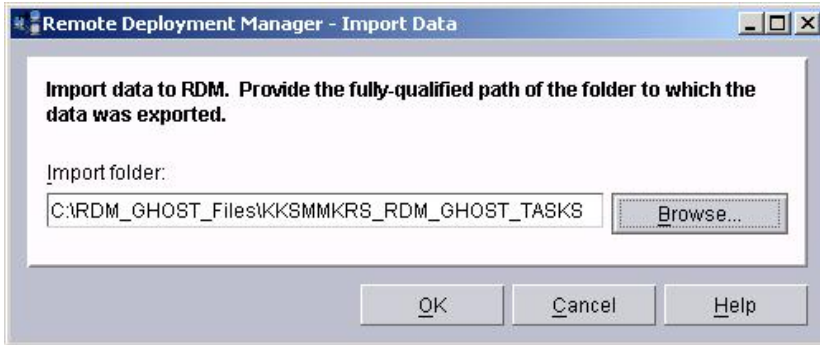 Remote Deployment Manager - Import Data
Import data to RDM. Provide the fully-qualified path of the folder to which the
data was exported.
Import folder:
C:\RDM_GHOST_Files\KKSMMKRS_RDM_GHOST_TASKS
Browse...
OK
Cancel
Help